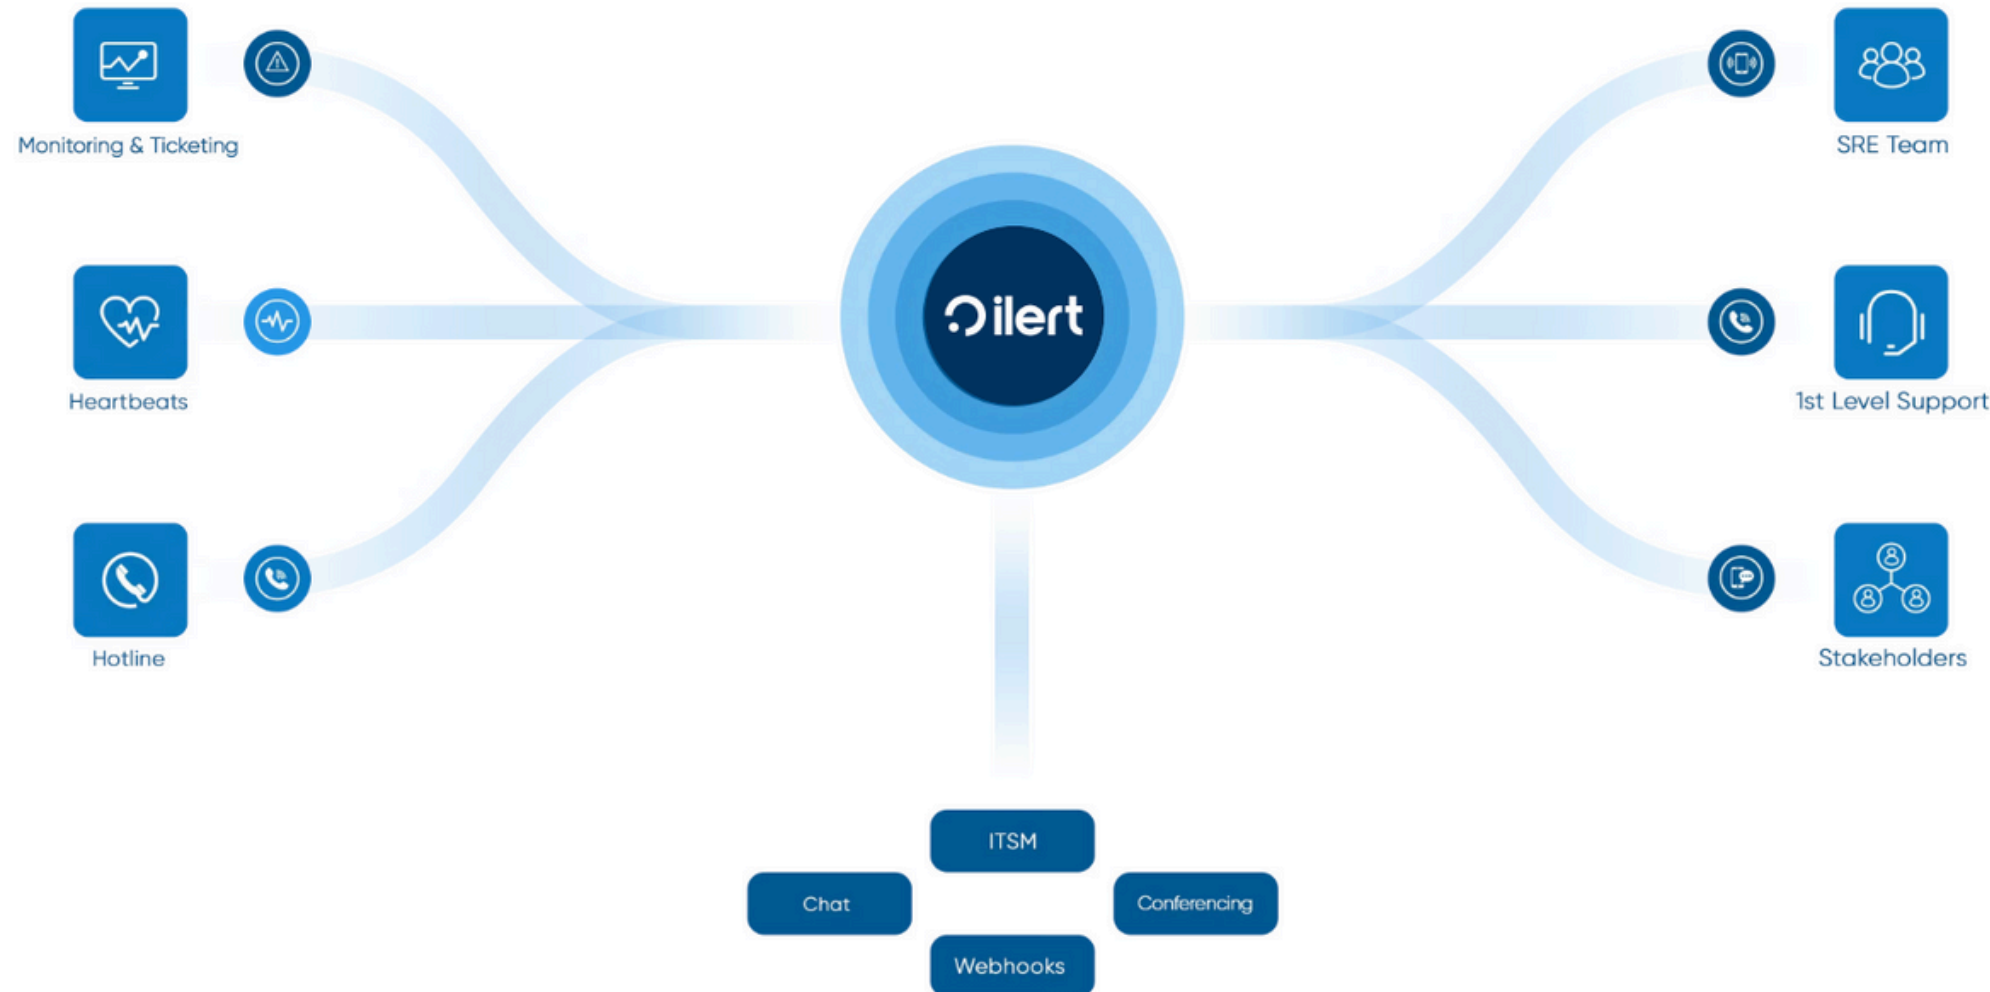 Monitoring & Ticketing
SRE Team
ilert
Heartbeats
1st Level Support
Hotline
Stakeholders
ITSM
Chat
Conferencing
Webhooks